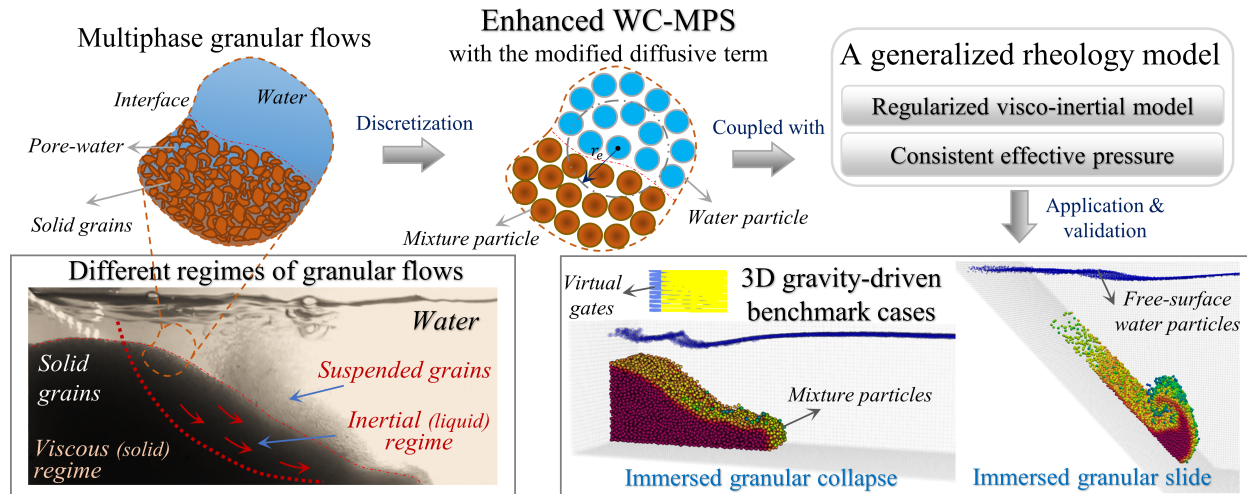 Multiphase granular flows
Interface
Water
Pore-water
Solid grains
Discretization
Enhanced WC-MPS
with the modified diffusive term
r_e
Mixture particle
Water particle
Coupled with
A generalized rheology model
Regularized visco-inertial model
Consistent effective pressure
Application &
validation
Different regimes of granular flows
Water
Solid
grains
Suspended grains
Inertial (liquid)
regime
Viscous (solid)
regime
Virtual
gates
3D gravity-driven
benchmark cases
Mixture particles
Immersed granular collapse
Free-surface
water particles
Immersed granular slide